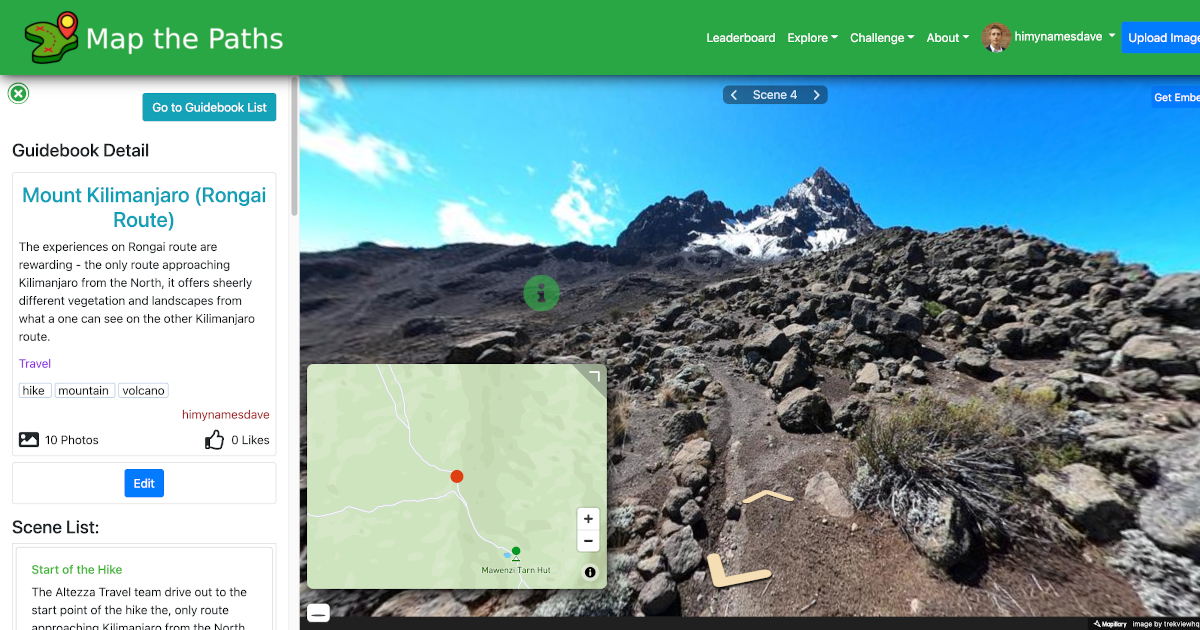 Map the Paths
Leaderboard Explore Challenge About himynamesdave Upload Image
Go to Guidebook List
Scene 4
Get Embe
Guidebook Detail
Mount Kilimanjaro (Rongai
Route)
The experiences on Rongai route are
rewarding - the only route approaching
Kilimanjaro from the North, it offers sheerly
different vegetation and landscapes from
what a one can see on the other Kilimanjaro
route.
Travel
hike mountain volcano
himynamesdave
10 Photos 0 Likes
Edit
Scene List:
Start of the Hike
The Altezza Travel team drive out to the
start point of the hike the, only route
approaching Kilimanjaro from the North
Mawenzi Tarn Hut
Mapillary image by trekviewhq